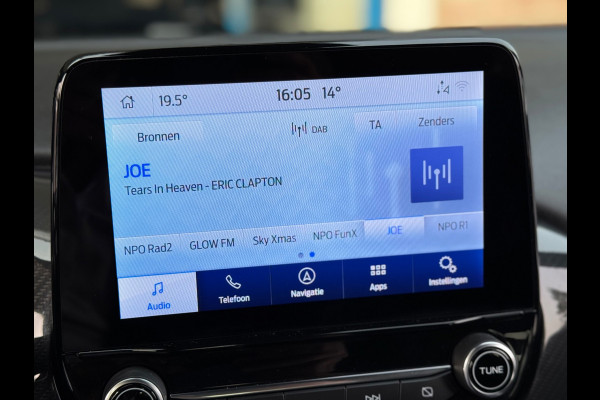 19.5° 16:05 14° 4
Bronnen DAB TA Zenders
JOE
Tears In Heaven - ERIC CLAPTON
NPO Rad2 GLOW FM Sky Xmas NPO FunX JOE NPO R1
Audio Telefoon Navigatie Apps Instellingen
TUNE